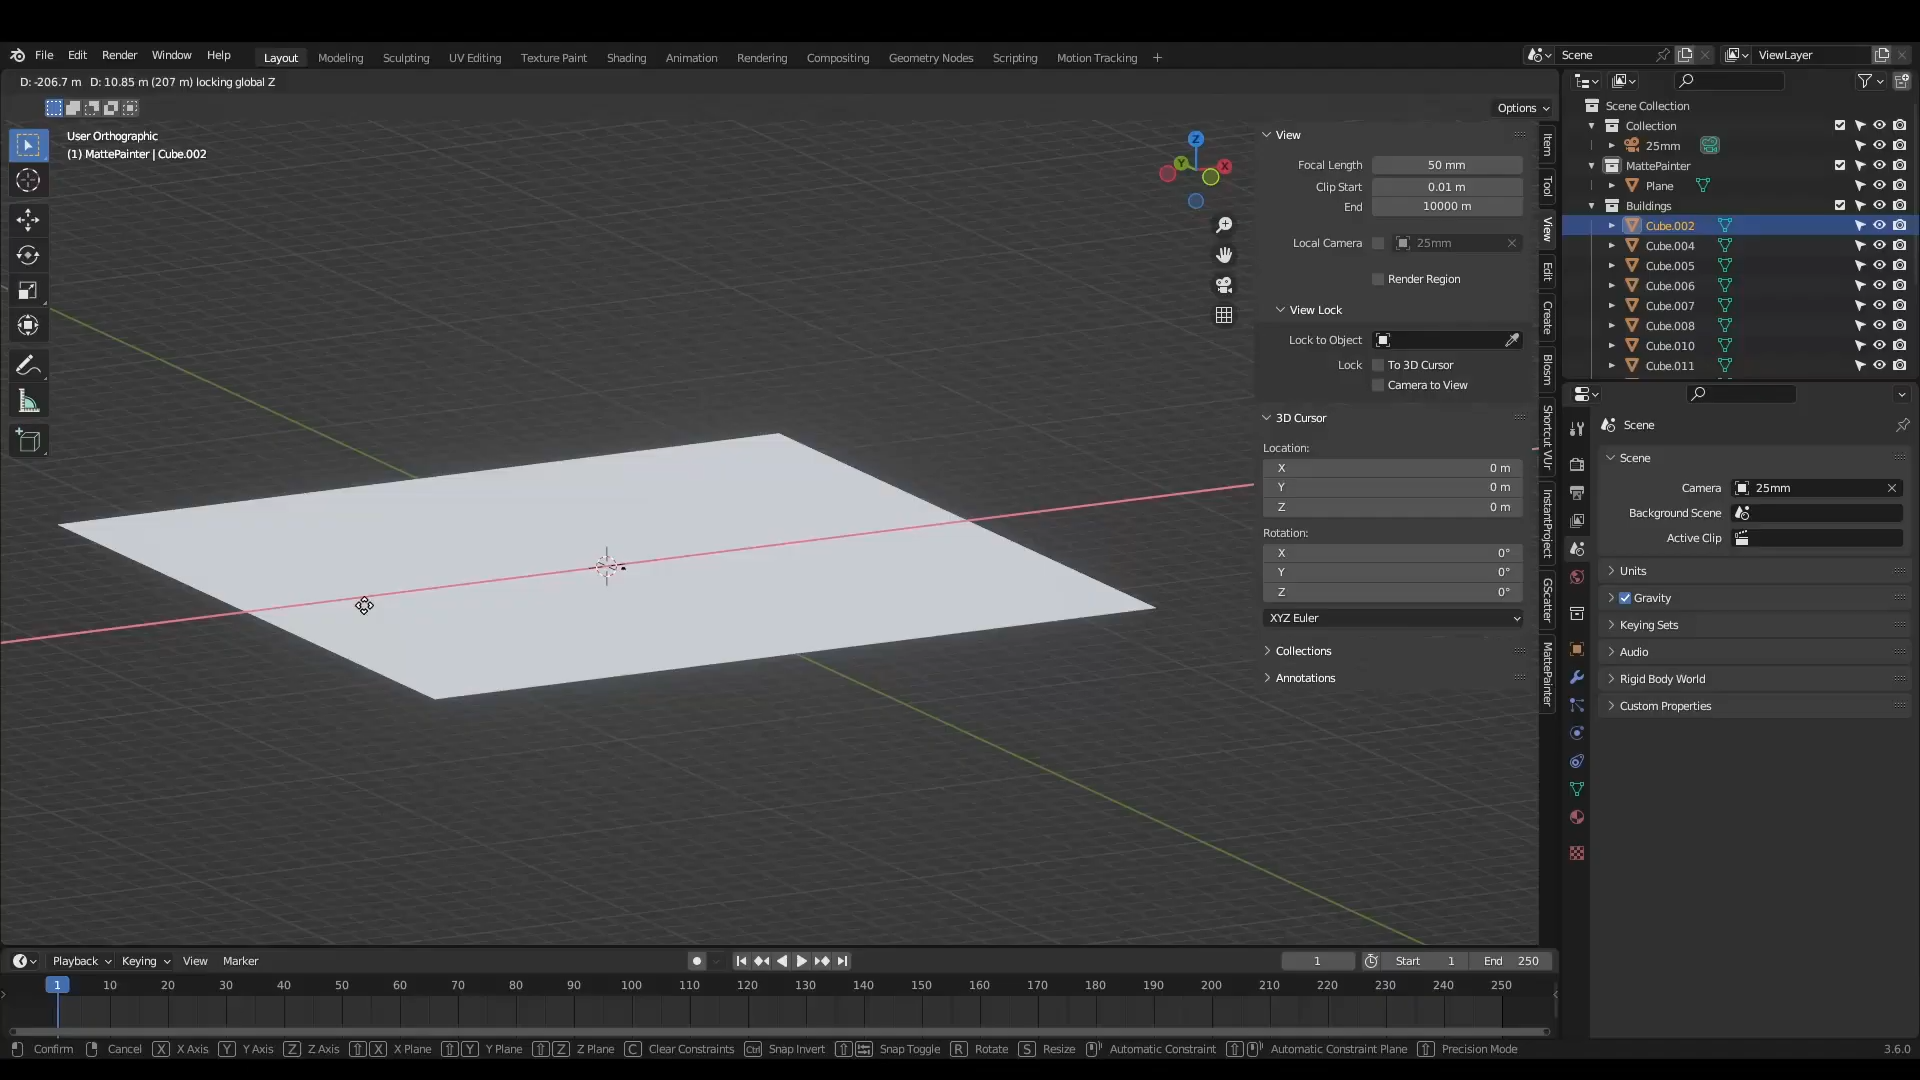 File Edit Render Window Help Layout Modeling Sculpting UV Editing Texture Paint Shading Animation Rendering Compositing Geometry Nodes Scripting Motion Tracking + Scene ViewLayer
D: -206.7 m D: 10.85 m (207 m) locking global Z
Options
User Orthographic
(1) MattePainter | Cube.002
Z
Y
X
View
Focal Length 50 mm
Clip Start 0.01 m
End 10000 m
Local Camera 25mm
Render Region
View Lock
Lock to Object
Lock To 3D Cursor
Camera to View
3D Cursor
Location:
X 0 m
Y 0 m
Z 0 m
Rotation:
X 0°
Y 0°
Z 0°
XYZ Euler
Collections
Annotations
Item
Tool
View
Edit
Create
Blosm
Shortcut VUr
InstantProject
GScatter
MattePainter
Scene Collection
Collection
25mm
MattePainter
Plane
Buildings
Cube.002
Cube.004
Cube.005
Cube.006
Cube.007
Cube.008
Cube.010
Cube.011
Scene
Scene
Camera 25mm
Background Scene
Active Clip
Units
Gravity
Keying Sets
Audio
Rigid Body World
Custom Properties
Playback Keying View Marker 1 Start 1 End 250
1 10 20 30 40 50 60 70 80 90 100 110 120 130 140 150 160 170 180 190 200 210 220 230 240 250
Confirm Cancel X X Axis Y Y Axis Z Z Axis X X Plane Y Y Plane Z Z Plane C Clear Constraints Ctrl Snap Invert Snap Toggle R Rotate S Resize Automatic Constraint Automatic Constraint Plane Precision Mode 3.6.0